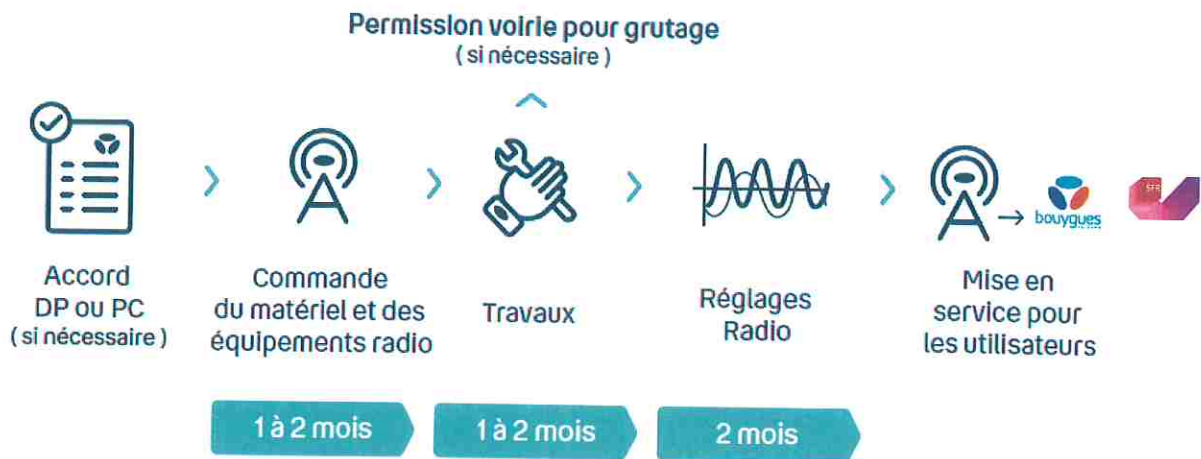 Permission voirie pour grutage
( si nécessaire )
Accord
DP ou PC
( si nécessaire )
Commande
du matériel et des
équipements radio
Travaux
Réglages
Radio
bouygues
SFR
Mise en
service pour
les utilisateurs
1 à 2 mois
1 à 2 mois
2 mois